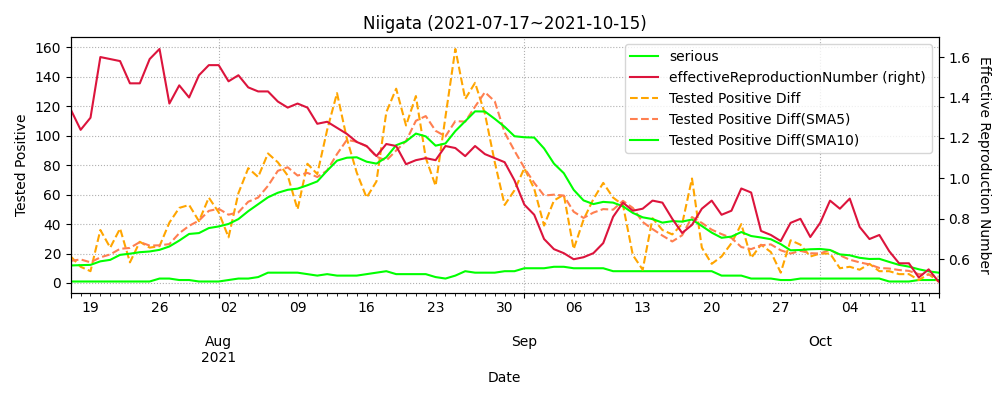 Niigata (2021-07-17~2021-10-15)
serious
effectiveReproductionNumber (right)
Tested Positive Diff
Tested Positive Diff(SMA5)
Tested Positive Diff(SMA10)
Tested Positive
160
140
120
100
80
60
40
20
0
1.6
1.4
1.2
1.0
0.8
0.6
Effective Reproduction Number
19 26 02 09 16 23 30 06 13 20 27 04 11
Aug Sep Oct
2021
Date